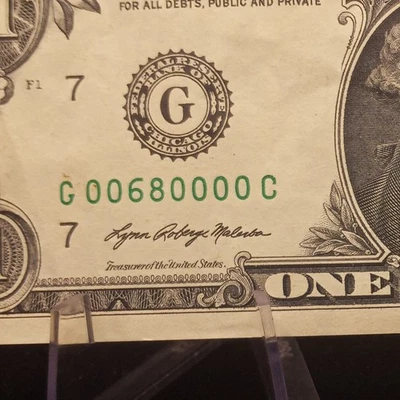 FOR ALL DEBTS, PUBLIC AND PRIVATE
F1 7
FEDERAL RESERVE BANK OF CHICAGO ILLINOIS
G
G 00680000 C
7
Lynn Roberge Malerba
Treasurer of the United States.
ONE